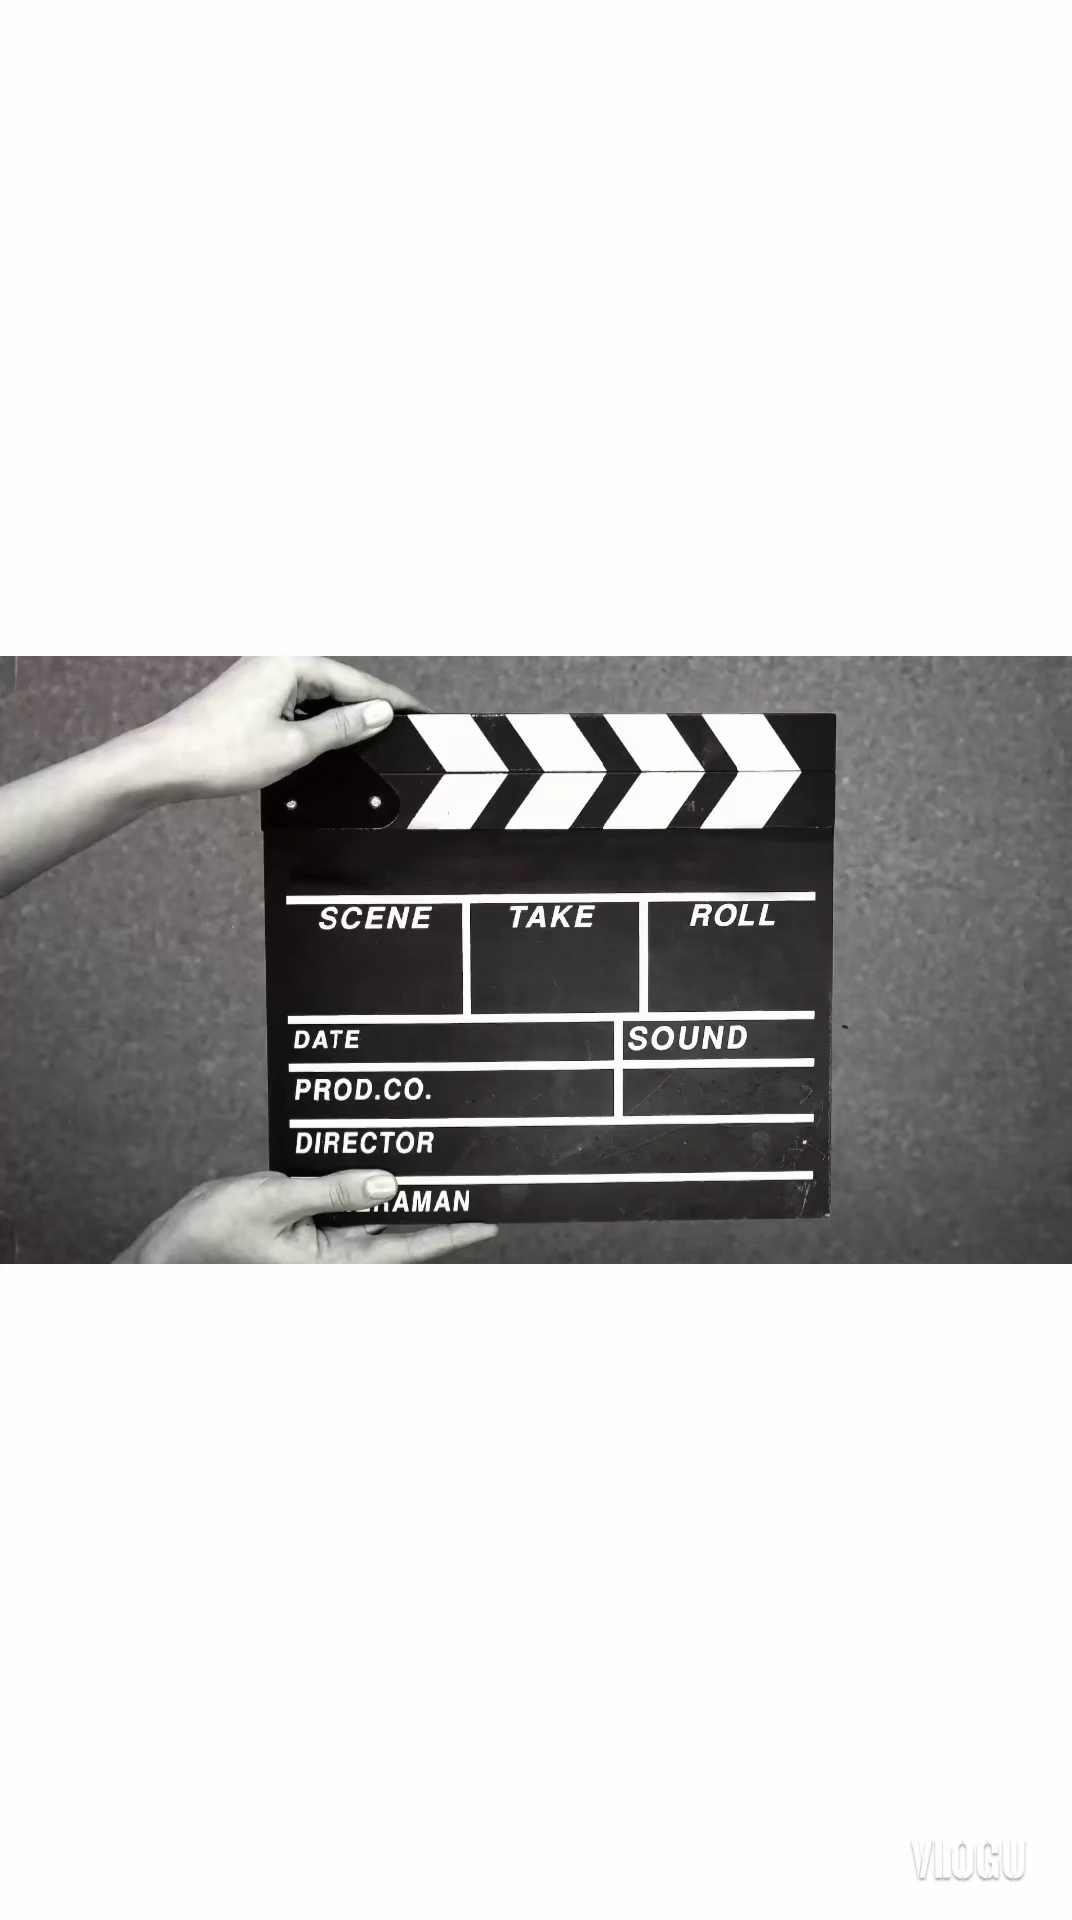 SCENE TAKE ROLL
DATE SOUND
PROD.CO.
DIRECTOR
VLOGU